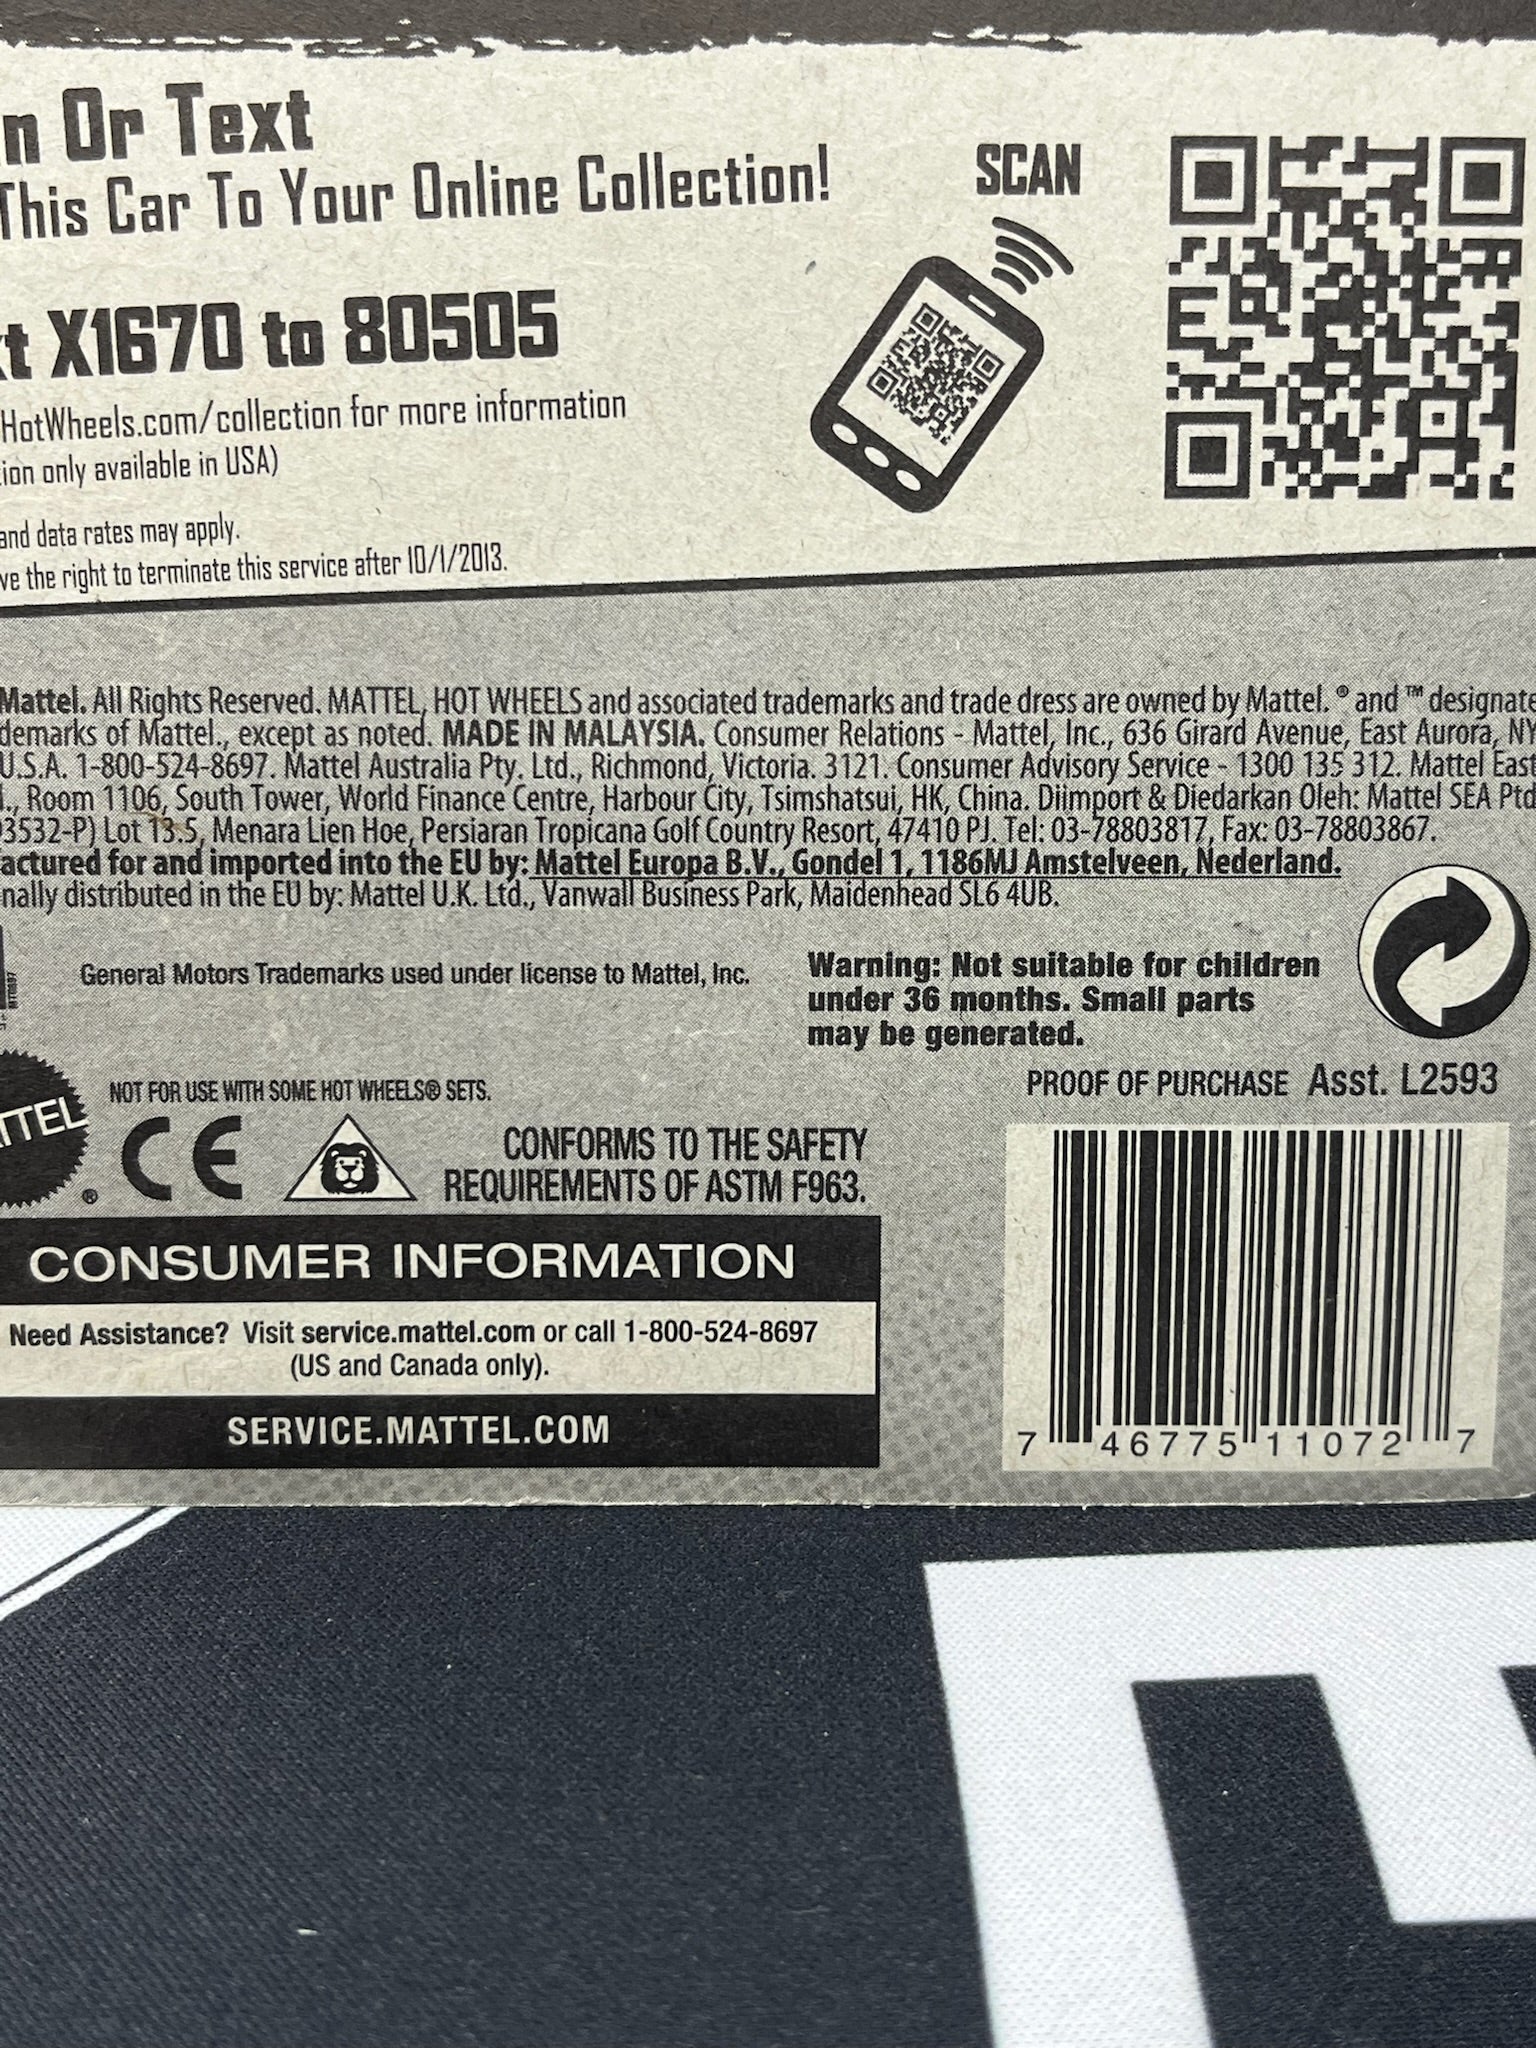 n Or Text
This Car To Your Online Collection!
SCAN
xt X1670 to 80505
HotWheels.com/collection for more information
ion only available in USA)
and data rates may apply.
ve the right to terminate this service after 10/1/2013.
Mattel. All Rights Reserved. MATTEL, HOT WHEELS and associated trademarks and trade dress are owned by Mattel. ® and ™ designate
demarks of Mattel., except as noted. MADE IN MALAYSIA. Consumer Relations - Mattel, Inc., 636 Girard Avenue, East Aurora, NY
U.S.A. 1-800-524-8697. Mattel Australia Pty. Ltd., Richmond, Victoria. 3121. Consumer Advisory Service - 1300 135 312. Mattel East
., Room 1106, South Tower, World Finance Centre, Harbour City, Tsimshatsui, HK, China. Diimport & Diedarkan Oleh: Mattel SEA Ptd
3532-P) Lot 13.5, Menara Lien Hoe, Persiaran Tropicana Golf Country Resort, 47410 PJ. Tel: 03-78803817, Fax: 03-78803867.
actured for and imported into the EU by: Mattel Europa B.V., Gondel 1, 1186MJ Amstelveen, Nederland.
nally distributed in the EU by: Mattel U.K. Ltd., Vanwall Business Park, Maidenhead SL6 4UB.
General Motors Trademarks used under license to Mattel, Inc.
Warning: Not suitable for children
under 36 months. Small parts
may be generated.
PROOF OF PURCHASE Asst. L2593
NOT FOR USE WITH SOME HOT WHEELS® SETS.
TTEL®
CE
CONFORMS TO THE SAFETY
REQUIREMENTS OF ASTM F963.
CONSUMER INFORMATION
Need Assistance? Visit service.mattel.com or call 1-800-524-8697
(US and Canada only).
SERVICE.MATTEL.COM
7 46775 11072 7